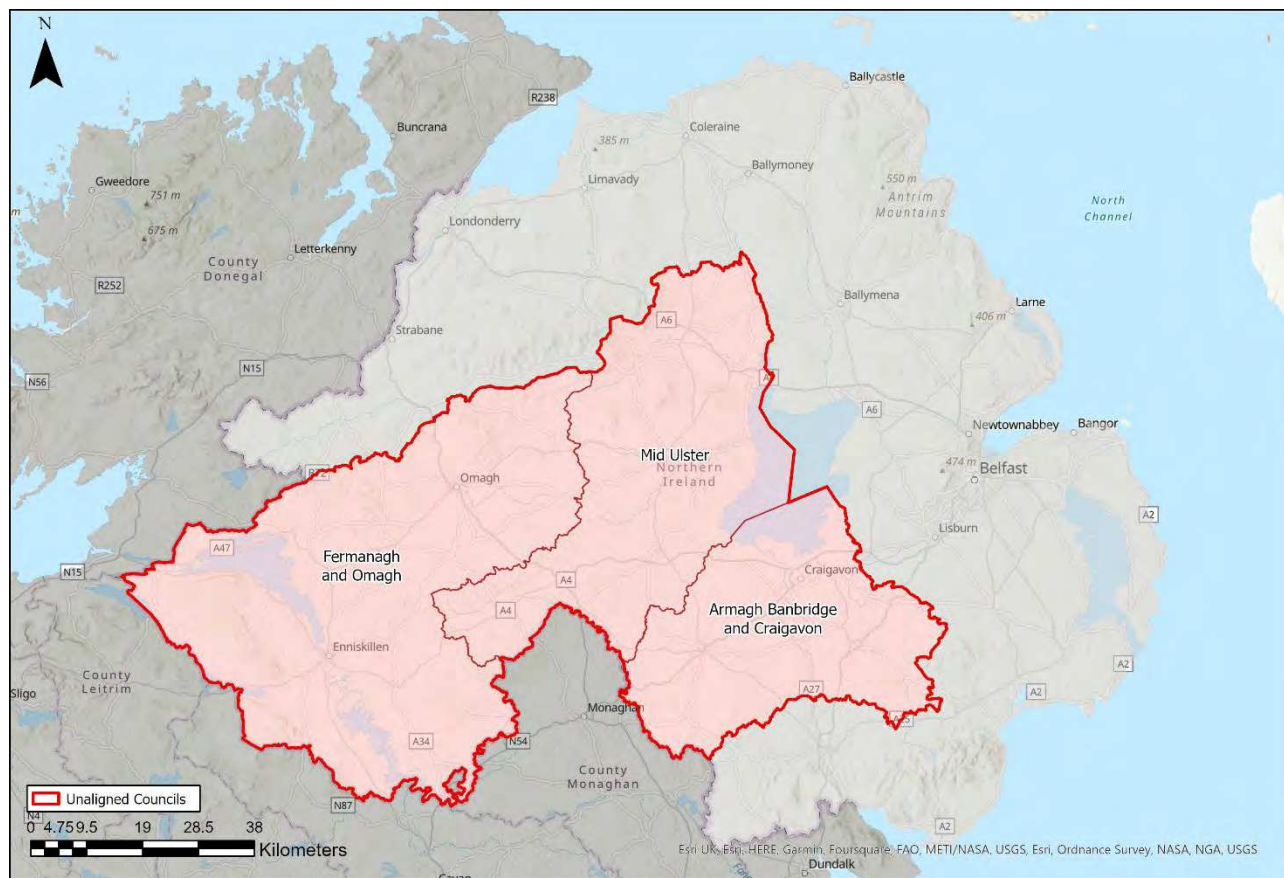 N
Ballycastle
R238
Buncrana
Coleraine
385 m
Gweedore
751 m
Limavady
Ballymoney
550 m
Antrim
Mountains
North
Channel
m
675 m
Londonderry
Letterkenny
County
Donegal
R252
Ballymena
Larne
406 m
A6
Strabane
N15
N56
A6
Newtownabbey
Bangor
474 m
Belfast
Mid Ulster
Northern
Ireland
Omagh
A2
Lisburn
A47
Fermanagh
and Omagh
N15
A4
Craigavon
A4
Armagh Banbridge
and Craigavon
Enniskillen
County
Leitrim
A2
A27
A2
Sligo
Monaghan
A34
N54
County
Monaghan
Unaligned Councils
N87
N4
A2
0 4.75 9.5 19 28.5 38
Kilometers
Esri UK, Esri, HERE, Garmin, Foursquare, FAO, METI/NASA, USGS, Esri, Ordnance Survey, NASA, NGA, USGS
Dundalk
Cavan